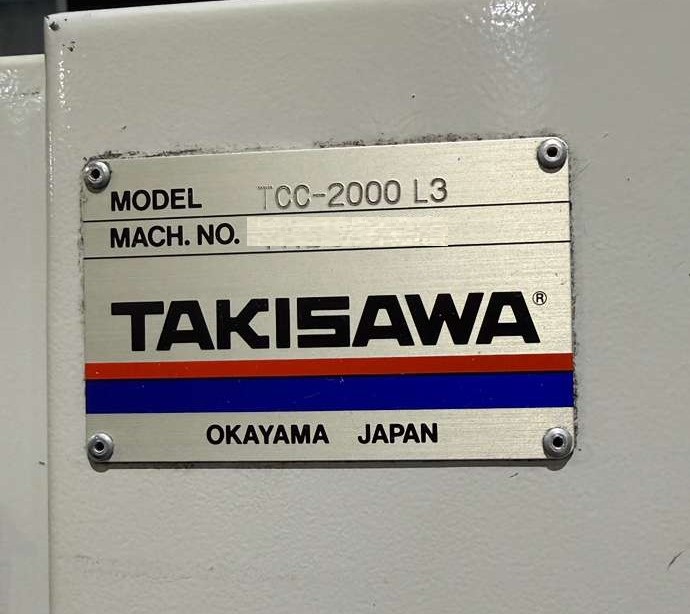 MODEL TCC-2000 L3
MACH. NO.
TAKISAWA®
OKAYAMA JAPAN